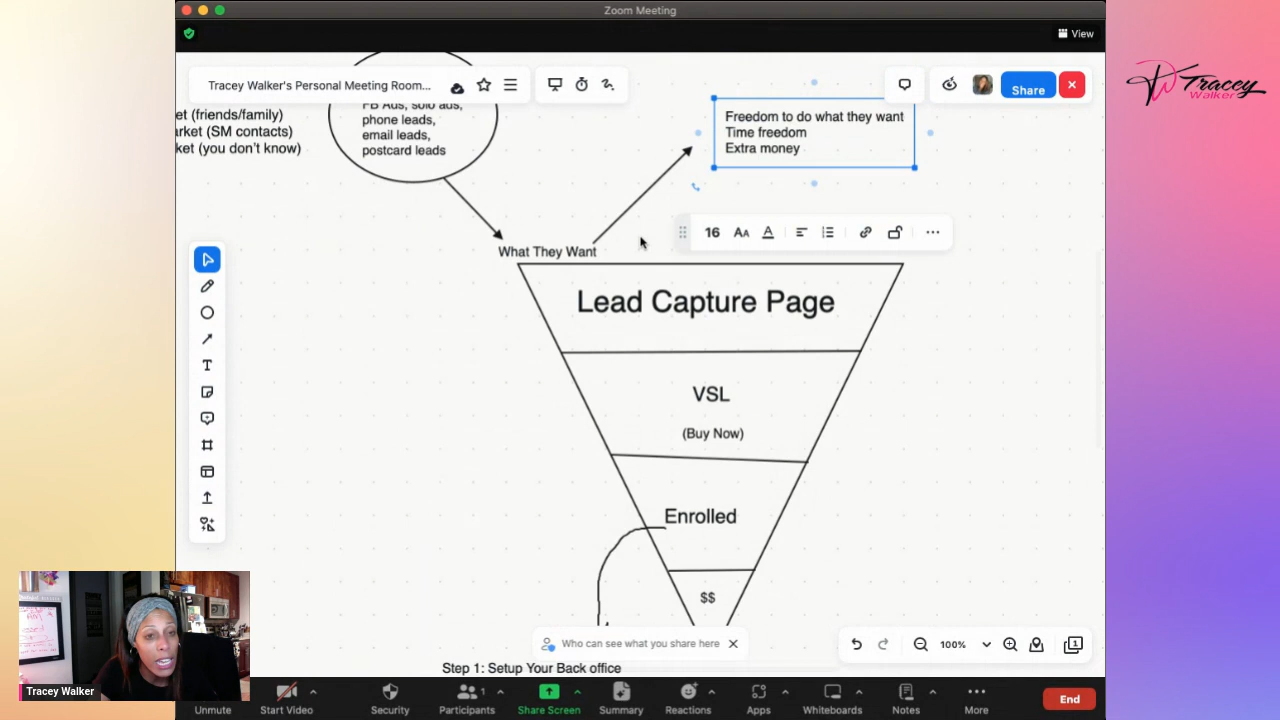 Zoom Meeting
View
Tracey Walker
Tracey Walker's Personal Meeting Room...
Share
et (friends/family)
arket (SM contacts)
ket (you don't know)
FB Ads, solo ads,
phone leads,
email leads,
postcard leads
Freedom to do what they want
Time freedom
Extra money
16
What They Want
Lead Capture Page
VSL
(Buy Now)
Enrolled
$$
Who can see what you share here
100%
1
Step 1: Setup Your Back office
Tracey Walker
Unmute
Start Video
Security
1
Participants
Share Screen
Summary
Reactions
Apps
Whiteboards
Notes
More
End